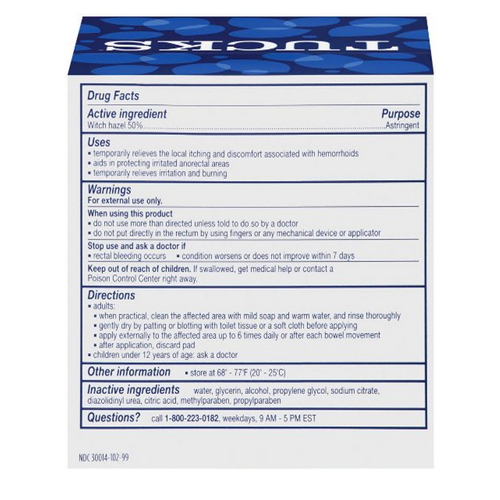 TUCKS
Drug Facts
Active ingredient Purpose
Witch hazel 50% Astringent
Uses
▪ temporarily relieves the local itching and discomfort associated with hemorrhoids
▪ aids in protecting irritated anorectal areas
▪ temporarily relieves irritation and burning
Warnings
For external use only.
When using this product
▪ do not use more than directed unless told to do so by a doctor
▪ do not put directly in the rectum by using fingers or any mechanical device or applicator
Stop use and ask a doctor if
▪ rectal bleeding occurs ▪ condition worsens or does not improve within 7 days
Keep out of reach of children. If swallowed, get medical help or contact a
Poison Control Center right away.
Directions
▪ adults:
▪ when practical, clean the affected area with mild soap and warm water, and rinse thoroughly
▪ gently dry by patting or blotting with toilet tissue or a soft cloth before applying
▪ apply externally to the affected area up to 6 times daily or after each bowel movement
▪ after application, discard pad
▪ children under 12 years of age: ask a doctor
Other information ▪ store at 68° - 77°F (20° - 25°C)
Inactive ingredients water, glycerin, alcohol, propylene glycol, sodium citrate,
diazolidinyl urea, citric acid, methylparaben, propylparaben
Questions? call 1-800-223-0182, weekdays, 9 AM - 5 PM EST
NDC 30014-102-99